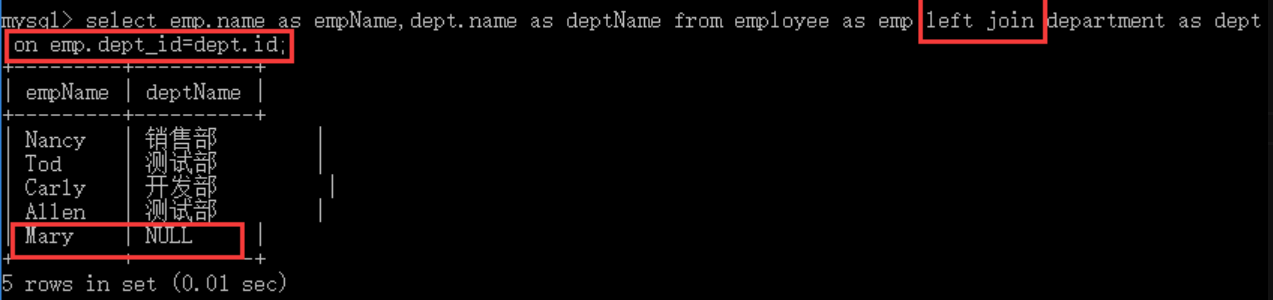 mysql> select emp.name as empName,dept.name as deptName from employee as emp left join department as dept
on emp.dept_id=dept.id;
+---------+----------+
| empName | deptName |
+---------+----------+
| Nancy | 销售部 |
| Tod | 测试部 |
| Carly | 开发部 |
| Allen | 测试部 |
| Mary | NULL |
+---------+----------+
5 rows in set (0.01 sec)